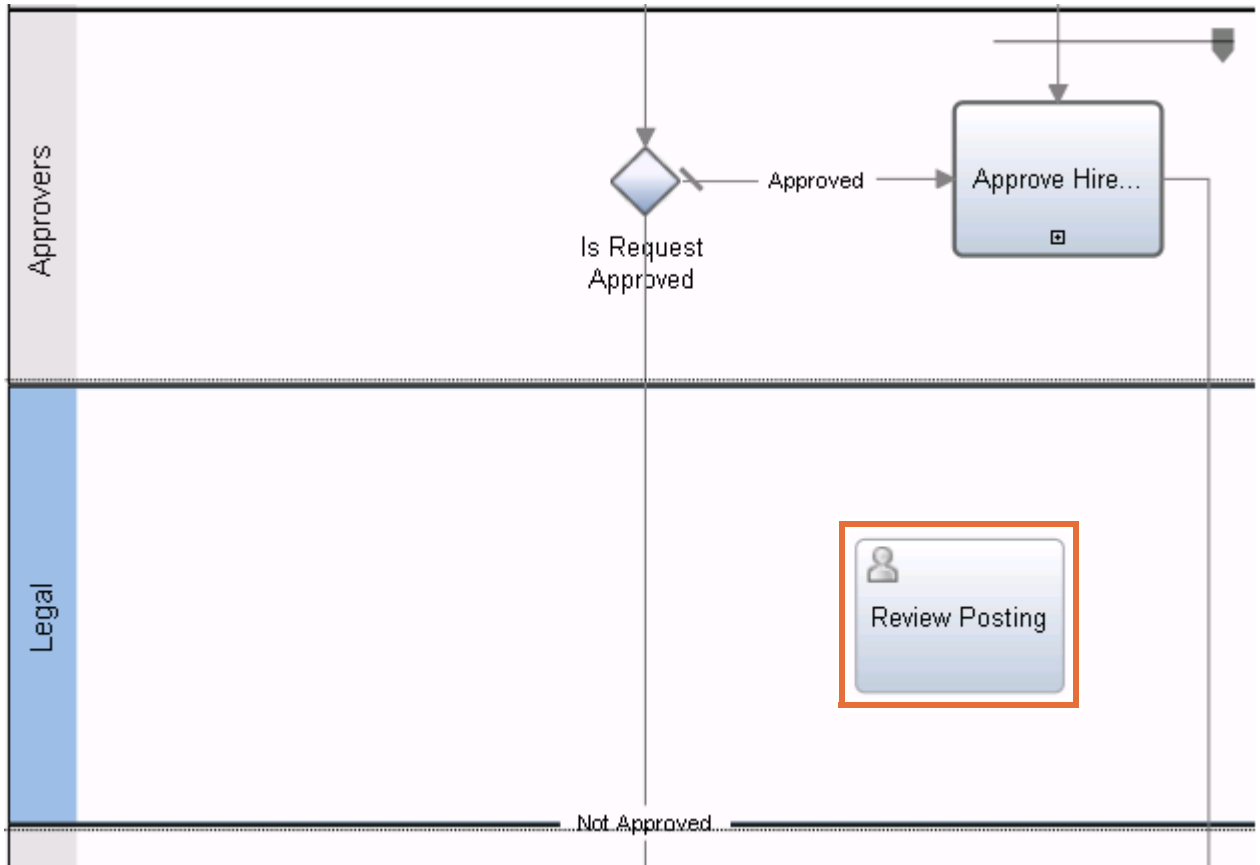 Approvers
Approved
Approve Hire...
Is Request
Approved
Legal
Review Posting
Not Approved